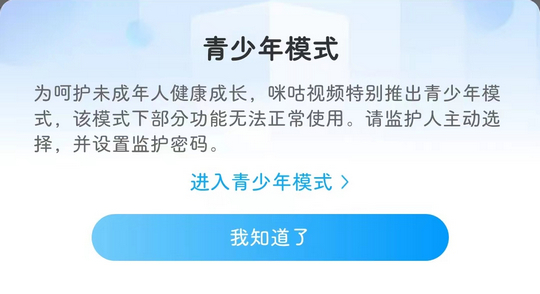 青少年模式
为呵护未成年人健康成长，咪咕视频特别推出青少年模
式，该模式下部分功能无法正常使用。请监护人主动选
择，并设置监护密码。
进入青少年模式 >
我知道了